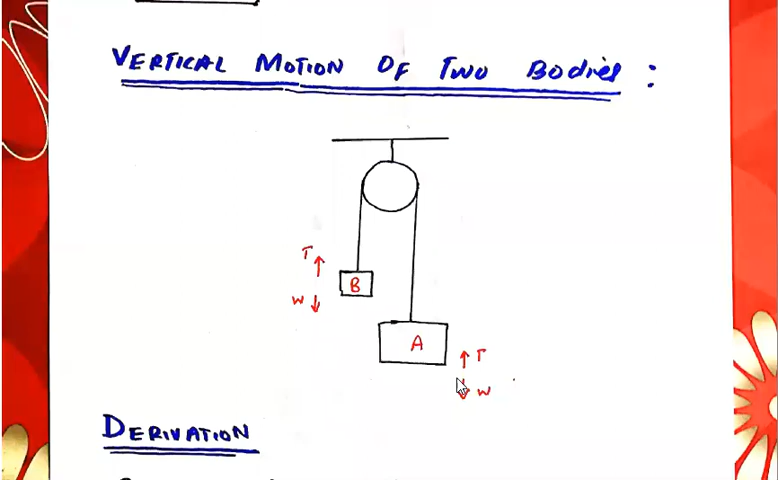 VERTICAL MOTION OF TWO BODIES :
T
B
W
A
T
W
DERIVATION